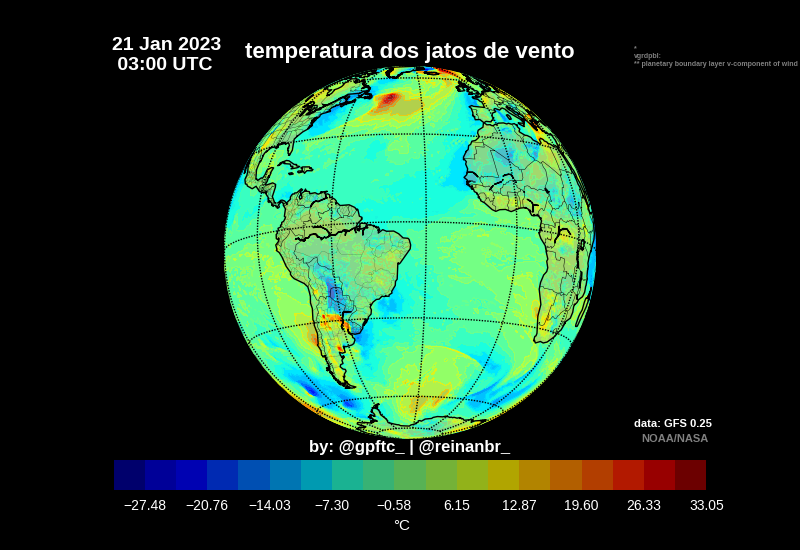 21 Jan 2023
03:00 UTC
temperatura dos jatos de vento
*
vgrdpbl:
** planetary boundary layer v-component of wind
data: GFS 0.25
NOAA/NASA
by: @gpftc_ | @reinanbr_
−27.48 −20.76 −14.03 −7.30 −0.58 6.15 12.87 19.60 26.33 33.05
°C